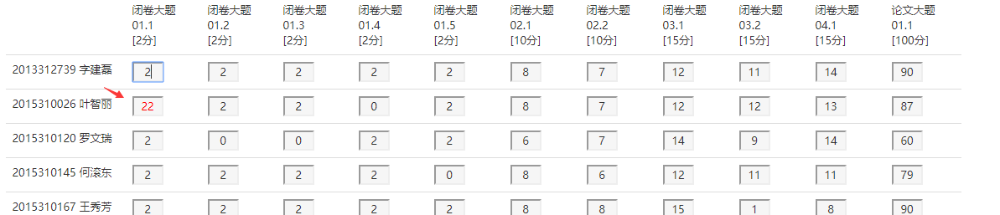 闭卷大题 闭卷大题 闭卷大题 闭卷大题 闭卷大题 闭卷大题 闭卷大题 闭卷大题 闭卷大题 闭卷大题 论文大题
01.1 01.2 01.3 01.4 01.5 02.1 02.2 03.1 03.2 04.1 01.1
[2分] [2分] [2分] [2分] [2分] [10分] [10分] [15分] [15分] [15分] [100分]
2013312739 字建磊 2 2 2 2 2 8 7 12 11 14 90
2015310026 叶智丽 22 2 2 0 2 8 7 12 12 13 87
2015310120 罗文瑞 2 0 0 2 2 6 7 14 9 14 60
2015310145 何滚东 2 2 2 2 0 8 6 12 11 11 79
2015310167 王秀芳 2 2 2 2 2 8 8 15 1 8 90